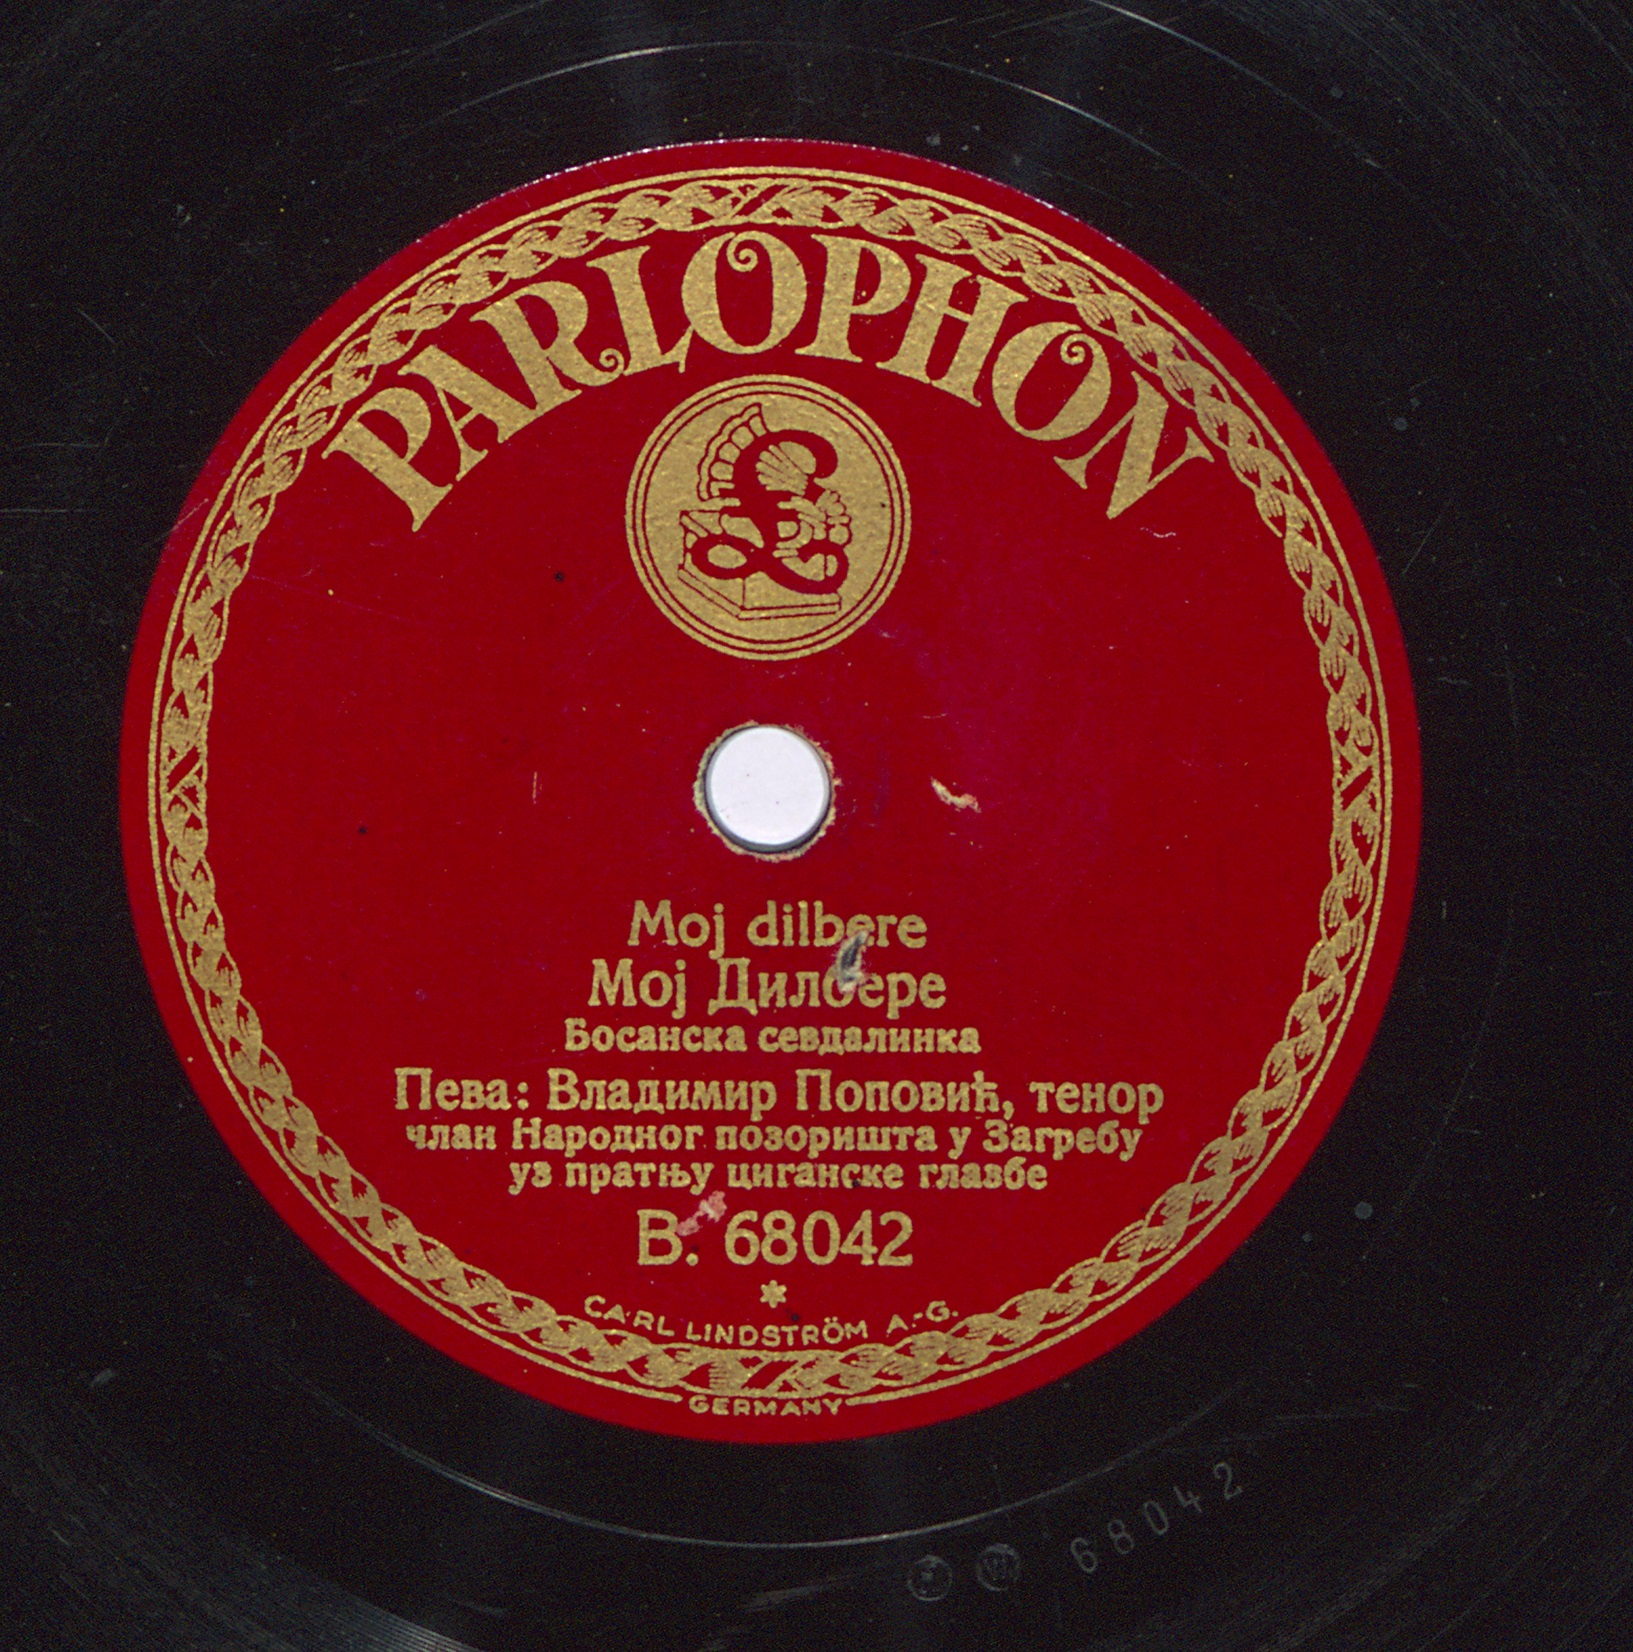 PARLOPHON
£
Moj dilbere
Мој Дилбере
Босанска севдалинка
Пева: Владимир Поповић, тенор
члан Народног позоришта у Загребу
уз пратњу циганске глазбе
B. 68042
*
CARL LINDSTRÖM A.-G.
GERMANY
68042